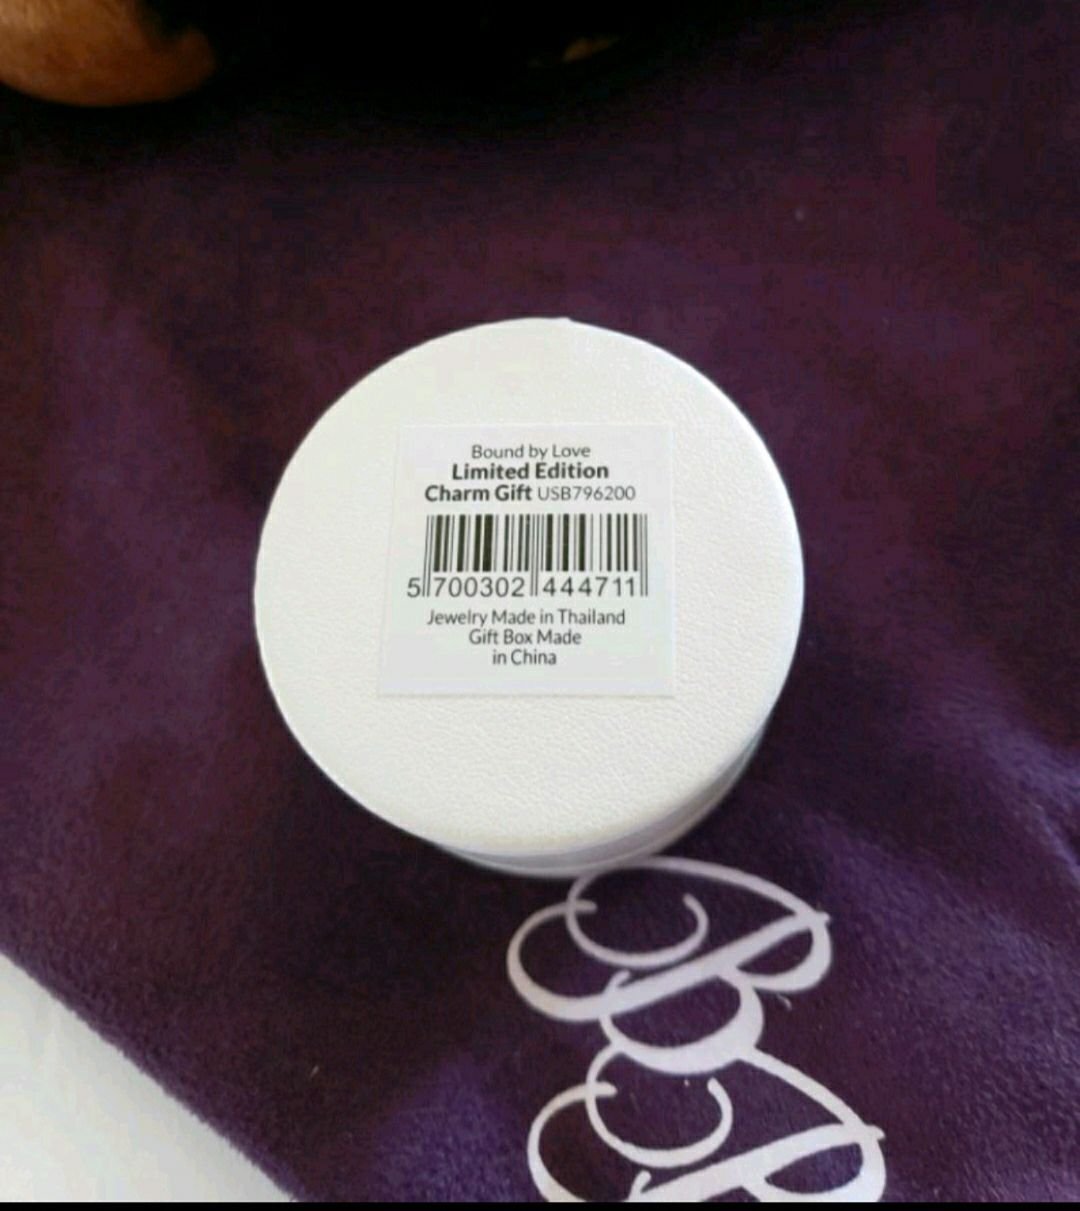 Bound by Love
Limited Edition
Charm Gift USB796200
5 700302 444711
Jewelry Made in Thailand
Gift Box Made
in China